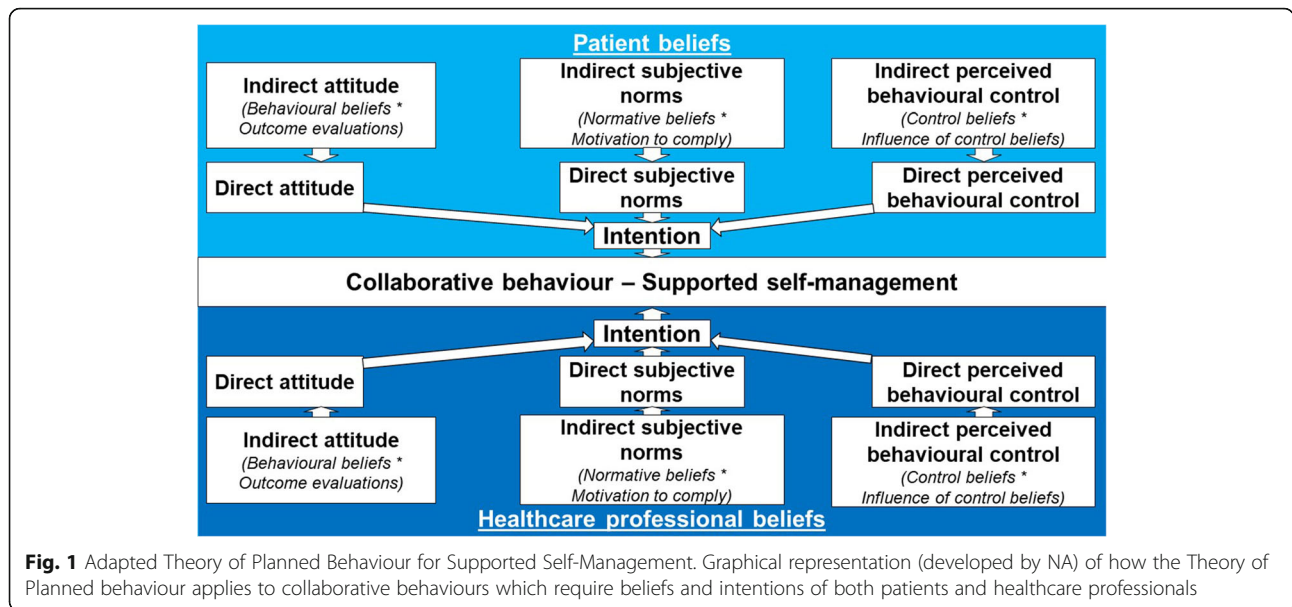 Patient beliefs
Indirect attitude
(Behavioural beliefs *
Outcome evaluations)
Indirect subjective
norms
(Normative beliefs *
Motivation to comply)
Indirect perceived
behavioural control
(Control beliefs *
Influence of control beliefs)
Direct attitude
Direct subjective
norms
Direct perceived
behavioural control
Intention
Collaborative behaviour – Supported self-management
Intention
Direct attitude
Direct subjective
norms
Direct perceived
behavioural control
Indirect attitude
(Behavioural beliefs *
Outcome evaluations)
Indirect subjective
norms
(Normative beliefs *
Motivation to comply)
Indirect perceived
behavioural control
(Control beliefs *
Influence of control beliefs)
Healthcare professional beliefs
Fig. 1 Adapted Theory of Planned Behaviour for Supported Self-Management. Graphical representation (developed by NA) of how the Theory of
Planned behaviour applies to collaborative behaviours which require beliefs and intentions of both patients and healthcare professionals